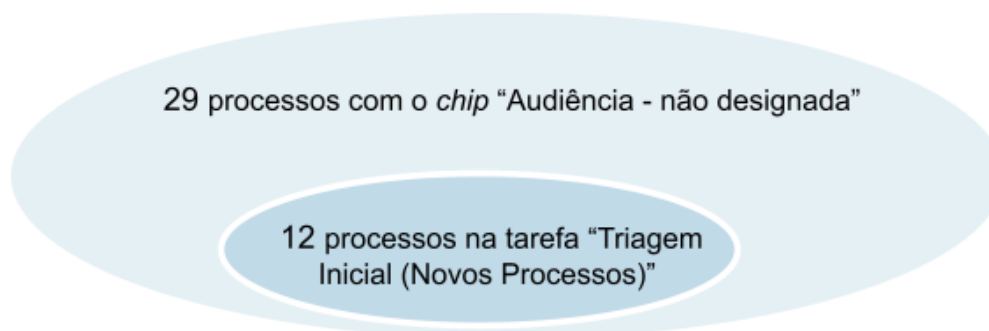 29 processos com o chip “Audiência - não designada”
12 processos na tarefa “Triagem
Inicial (Novos Processos)”